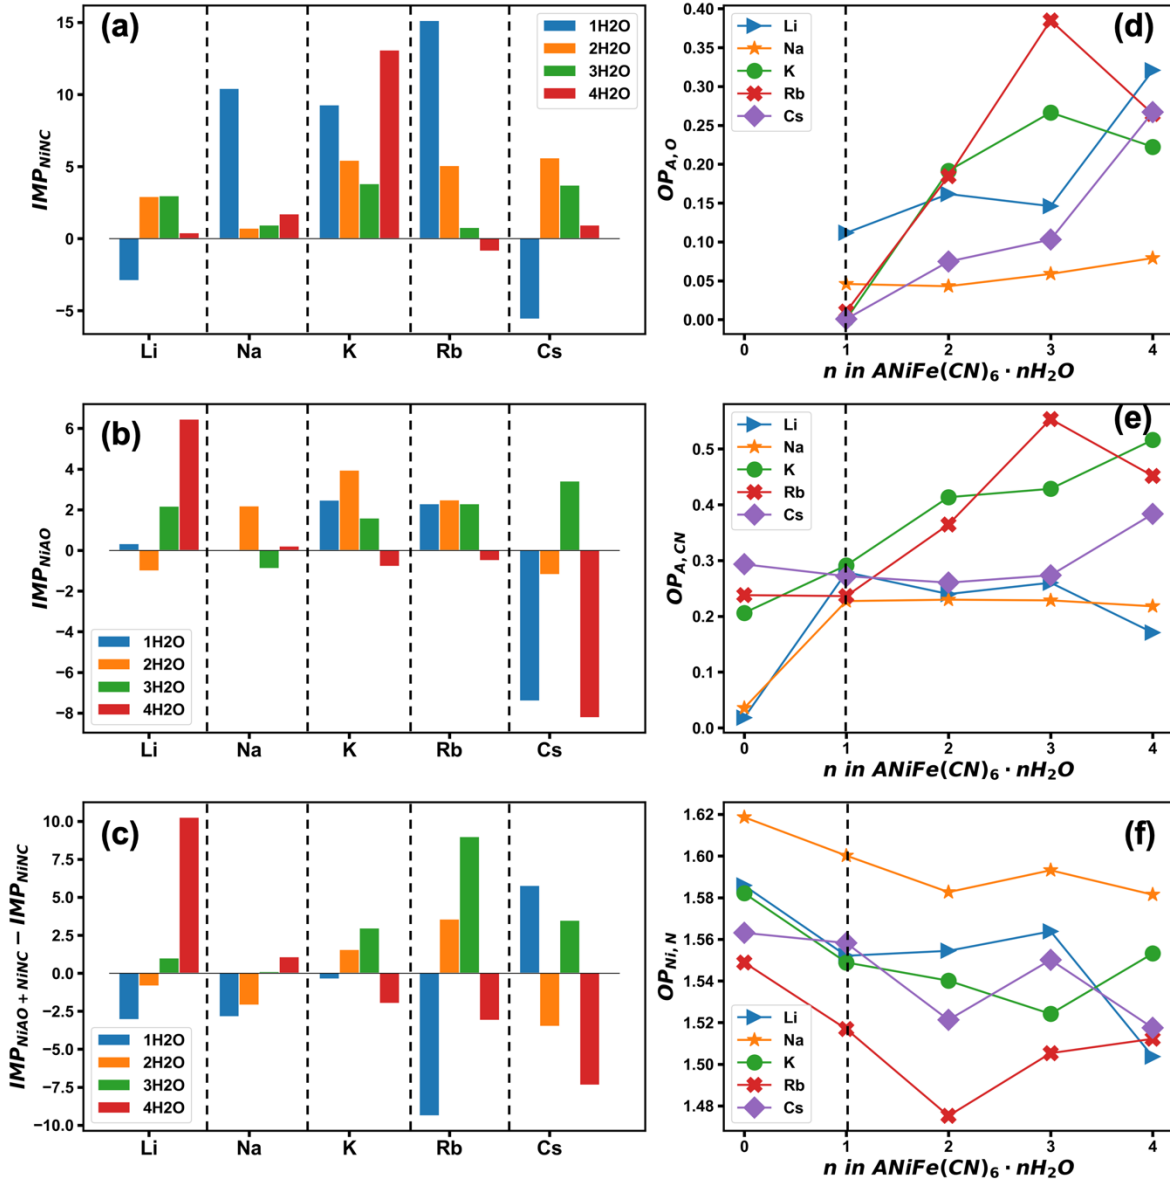 (a)
IMP_NiNC
15
10
5
0
−5
1H2O
2H2O
3H2O
4H2O
Li Na K Rb Cs
(d)
OP_A,O
0.40
0.35
0.30
0.25
0.20
0.15
0.10
0.05
0.00
Li
Na
K
Rb
Cs
0 1 2 3 4
n in ANiFe(CN)₆ · nH₂O
(b)
IMP_NiAO
6
4
2
0
−2
−4
−6
−8
1H2O
2H2O
3H2O
4H2O
Li Na K Rb Cs
(e)
OP_A,CN
0.5
0.4
0.3
0.2
0.1
0.0
Li
Na
K
Rb
Cs
0 1 2 3 4
n in ANiFe(CN)₆ · nH₂O
(c)
IMP_NiAO + NiNC − IMP_NiNC
10.0
7.5
5.0
2.5
0.0
−2.5
−5.0
−7.5
−10.0
1H2O
2H2O
3H2O
4H2O
Li Na K Rb Cs
(f)
OP_Ni,N
1.62
1.60
1.58
1.56
1.54
1.52
1.50
1.48
Li
Na
K
Rb
Cs
0 1 2 3 4
n in ANiFe(CN)₆ · nH₂O